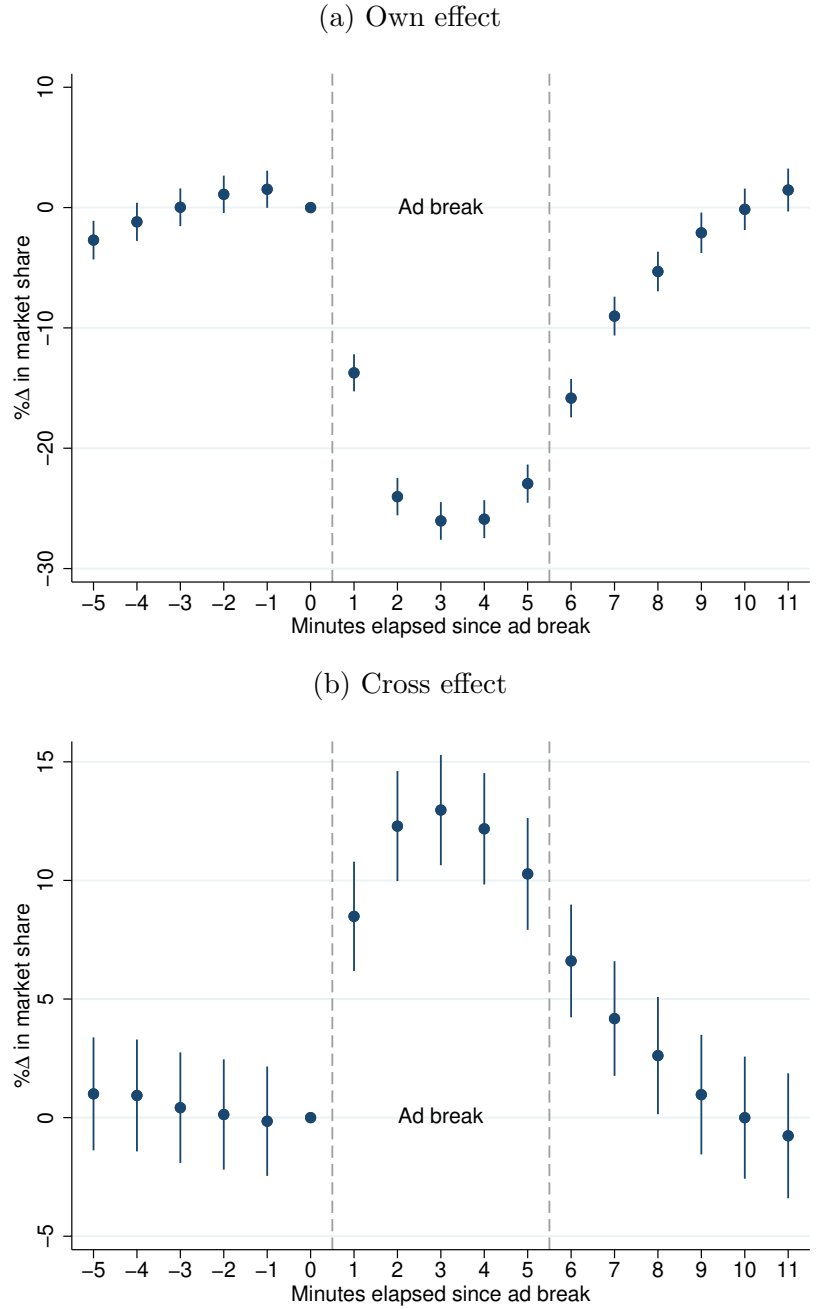 (a) Own effect
10
0
-10
-20
-30
%Δ in market share
Ad break
−5 −4 −3 −2 −1 0 1 2 3 4 5 6 7 8 9 10 11
Minutes elapsed since ad break
(b) Cross effect
15
10
5
0
-5
%Δ in market share
Ad break
−5 −4 −3 −2 −1 0 1 2 3 4 5 6 7 8 9 10 11
Minutes elapsed since ad break